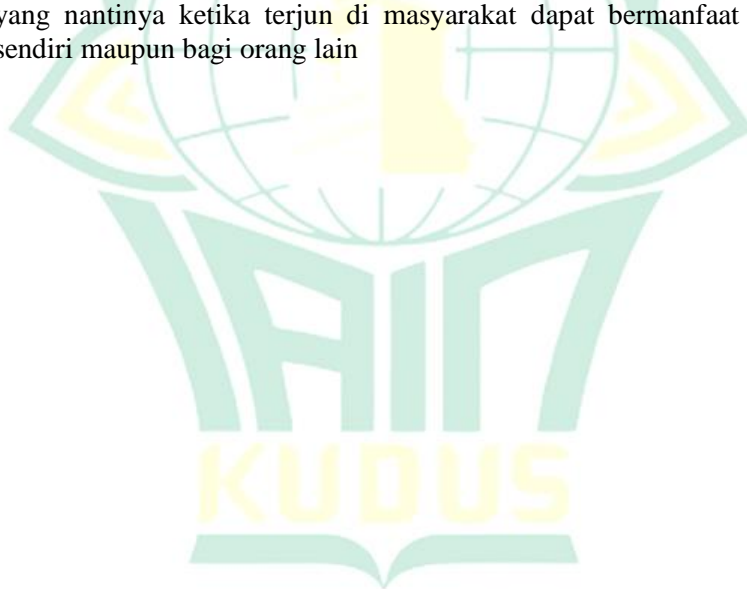 yang nantinya ketika terjun di masyarakat dapat bermanfaat
sendiri maupun bagi orang lain
IAIN
KUDUS